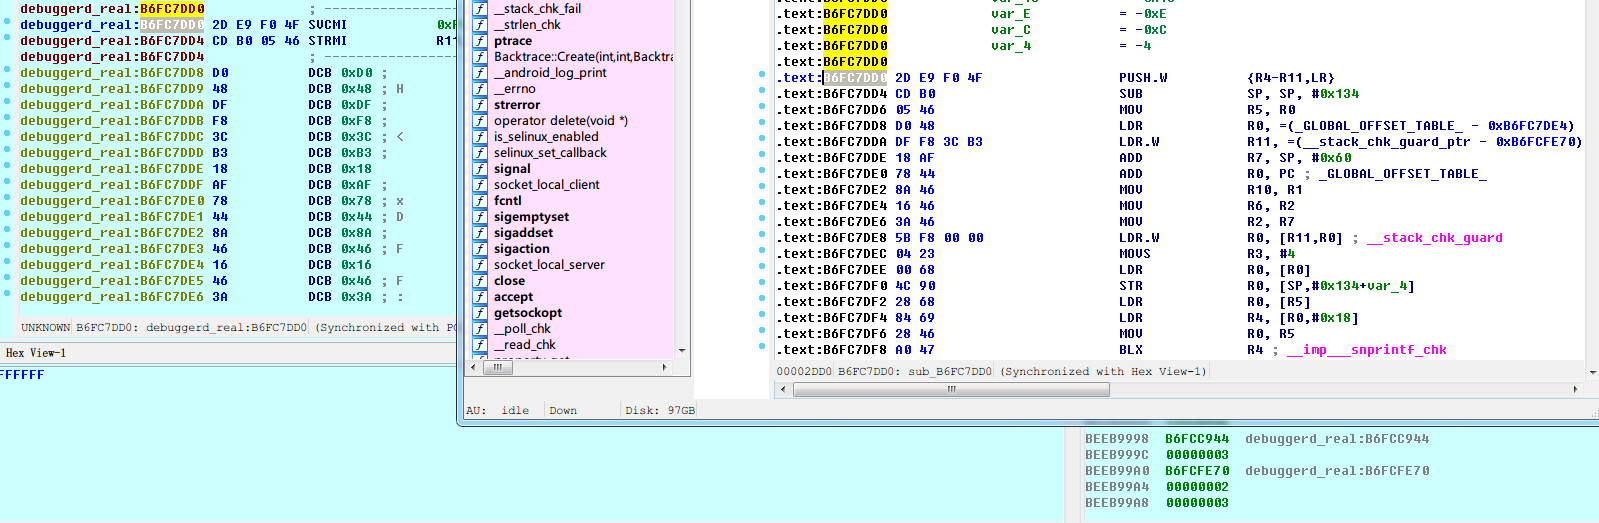 debuggerd_real:B6FC7DD0 ; ----------------
debuggerd_real:B6FC7DD0 2D E9 F0 4F SVCMI
debuggerd_real:B6FC7DD4 CD B0 05 46 STRMI R11
debuggerd_real:B6FC7DD4 ; ----------------
debuggerd_real:B6FC7DD8 D0 DCB 0xD0 ;
debuggerd_real:B6FC7DD9 48 DCB 0x48 ; H
debuggerd_real:B6FC7DDA DF DCB 0xDF ;
debuggerd_real:B6FC7DDB F8 DCB 0xF8 ;
debuggerd_real:B6FC7DDC 3C DCB 0x3C ; <
debuggerd_real:B6FC7DDD B3 DCB 0xB3 ;
debuggerd_real:B6FC7DDE 18 DCB 0x18
debuggerd_real:B6FC7DDF AF DCB 0xAF ;
debuggerd_real:B6FC7DE0 78 DCB 0x78 ; x
debuggerd_real:B6FC7DE1 44 DCB 0x44 ; D
debuggerd_real:B6FC7DE2 8A DCB 0x8A ;
debuggerd_real:B6FC7DE3 46 DCB 0x46 ; F
debuggerd_real:B6FC7DE4 16 DCB 0x16
debuggerd_real:B6FC7DE5 46 DCB 0x46 ; F
debuggerd_real:B6FC7DE6 3A DCB 0x3A ; :
UNKNOWN B6FC7DD0: debuggerd_real:B6FC7DD0 (Synchronized with PC
Hex View-1
FFFFFF
__stack_chk_fail
__strlen_chk
ptrace
Backtrace::Create(int,int,Backtra
__android_log_print
__errno
strerror
operator delete(void *)
is_selinux_enabled
selinux_set_callback
signal
socket_local_client
fcntl
sigemptyset
sigaddset
sigaction
socket_local_server
close
accept
getsockopt
__poll_chk
__read_chk
AU: idle Down Disk: 97GB
.text:B6FC7DD0 var_E = -0xE
.text:B6FC7DD0 var_C = -0xC
.text:B6FC7DD0 var_4 = -4
.text:B6FC7DD0
.text:B6FC7DD0 2D E9 F0 4F PUSH.W {R4-R11,LR}
.text:B6FC7DD4 CD B0 SUB SP, SP, #0x134
.text:B6FC7DD6 05 46 MOV R5, R0
.text:B6FC7DD8 D0 48 LDR R0, =(_GLOBAL_OFFSET_TABLE_ - 0xB6FC7DE4)
.text:B6FC7DDA DF F8 3C B3 LDR.W R11, =(__stack_chk_guard_ptr - 0xB6FCFE70)
.text:B6FC7DDE 18 AF ADD R7, SP, #0x60
.text:B6FC7DE0 78 44 ADD R0, PC ; _GLOBAL_OFFSET_TABLE_
.text:B6FC7DE2 8A 46 MOV R10, R1
.text:B6FC7DE4 16 46 MOV R6, R2
.text:B6FC7DE6 3A 46 MOV R2, R7
.text:B6FC7DE8 5B F8 00 00 LDR.W R0, [R11,R0] ; __stack_chk_guard
.text:B6FC7DEC 04 23 MOVS R3, #4
.text:B6FC7DEE 00 68 LDR R0, [R0]
.text:B6FC7DF0 4C 90 STR R0, [SP,#0x134+var_4]
.text:B6FC7DF2 28 68 LDR R0, [R5]
.text:B6FC7DF4 84 69 LDR R4, [R0,#0x18]
.text:B6FC7DF6 28 46 MOV R0, R5
.text:B6FC7DF8 A0 47 BLX R4 ; __imp___snprintf_chk
00002DD0 B6FC7DD0: sub_B6FC7DD0 (Synchronized with Hex View-1)
BEEB9998 B6FCC944 debuggerd_real:B6FCC944
BEEB999C 00000003
BEEB99A0 B6FCFE70 debuggerd_real:B6FCFE70
BEEB99A4 00000002
BEEB99A8 00000003